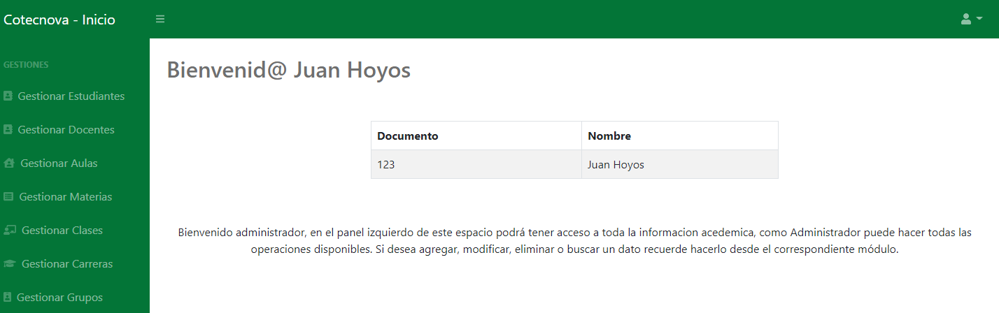 Cotecnova - Inicio
GESTIONES
Gestionar Estudiantes
Gestionar Docentes
Gestionar Aulas
Gestionar Materias
Gestionar Clases
Gestionar Carreras
Gestionar Grupos
Bienvenid@ Juan Hoyos
Documento Nombre
123 Juan Hoyos
Bienvenido administrador, en el panel izquierdo de este espacio podrá tener acceso a toda la informacion acedemica, como Administrador puede hacer todas las
operaciones disponibles. Si desea agregar, modificar, eliminar o buscar un dato recuerde hacerlo desde el correspondiente módulo.